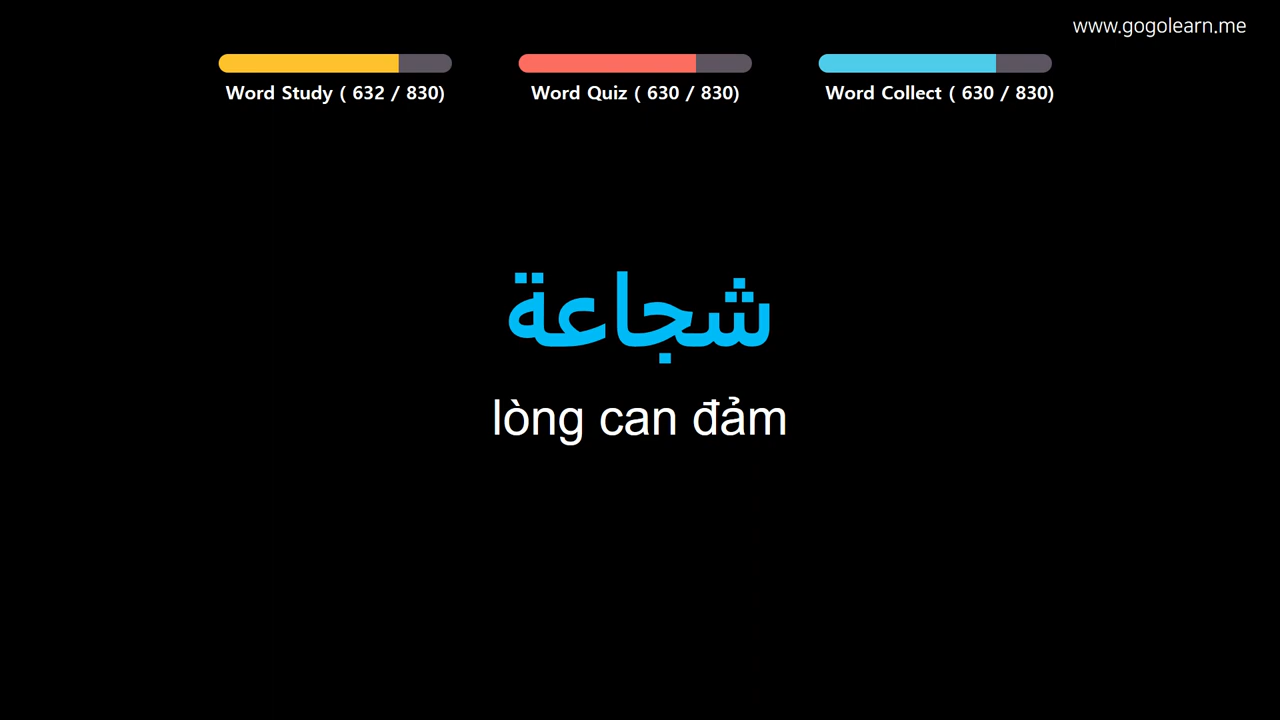 www.gogolearn.me
Word Study ( 632 / 830)
Word Quiz ( 630 / 830)
Word Collect ( 630 / 830)
شجاعة
lòng can đảm